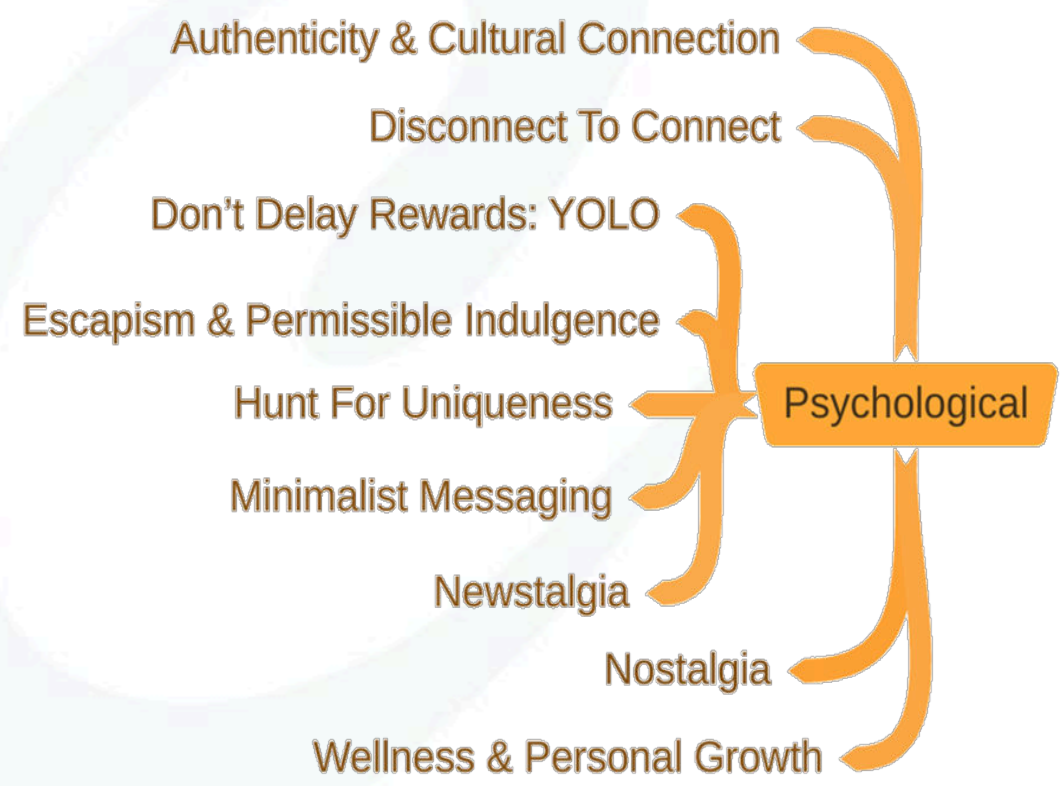 Authenticity & Cultural Connection
Disconnect To Connect
Don’t Delay Rewards: YOLO
Escapism & Permissible Indulgence
Hunt For Uniqueness
Psychological
Minimalist Messaging
Newstalgia
Nostalgia
Wellness & Personal Growth